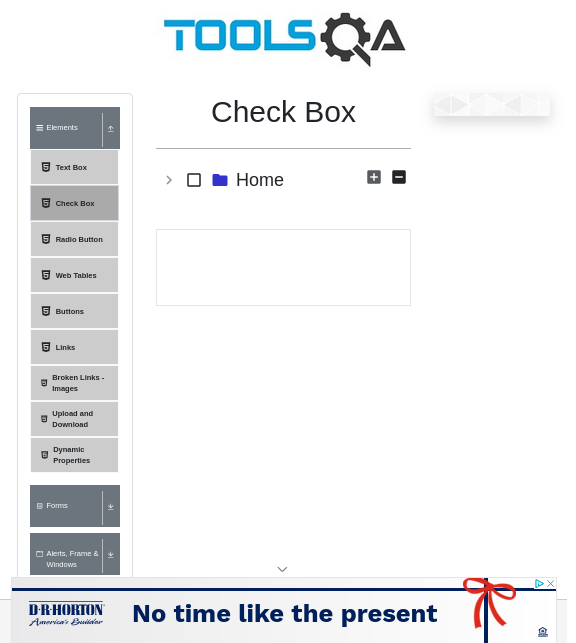 TOOLSQA
Elements
Text Box
Check Box
Radio Button
Web Tables
Buttons
Links
Broken Links -
Images
Upload and
Download
Dynamic
Properties
Forms
Alerts, Frame &
Windows
Check Box
Home
D·R·HORTON
America's Builder
No time like the present